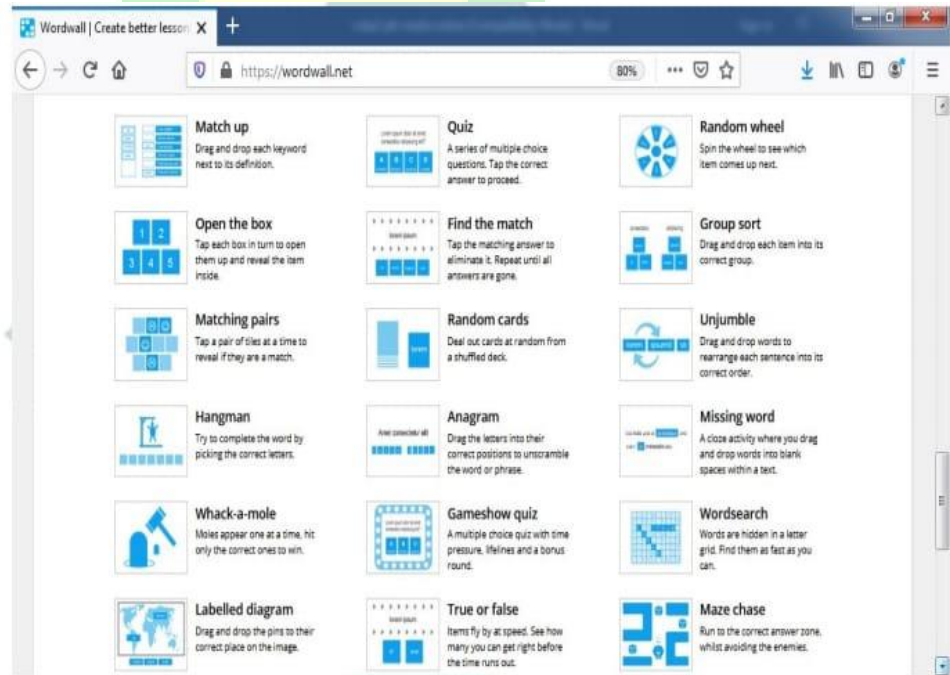 Wordwall | Create better lesson
https://wordwall.net
80%
Match up
Drag and drop each keyword
next to its definition.
Quiz
A series of multiple choice
questions. Tap the correct
answer to proceed.
Random wheel
Spin the wheel to see which
item comes up next.
Open the box
Tap each box in turn to open
them up and reveal the item
inside.
1 2
3 4 5
Find the match
Tap the matching answer to
eliminate it. Repeat until all
answers are gone.
Group sort
Drag and drop each item into its
correct group.
Matching pairs
Tap a pair of tiles at a time to
reveal if they are a match.
Random cards
Deal out cards at random from
a shuffled deck.
Unjumble
Drag and drop words to
rearrange each sentence into its
correct order.
Hangman
Try to complete the word by
picking the correct letters.
Anagram
Drag the letters into their
correct positions to unscramble
the word or phrase.
Missing word
A cloze activity where you drag
and drop words into blank
spaces within a text.
Whack-a-mole
Moles appear one at a time, hit
only the correct ones to win.
Gameshow quiz
A multiple choice quiz with time
pressure, lifelines and a bonus
round.
Wordsearch
Words are hidden in a letter
grid. Find them as fast as you
can.
Labelled diagram
Drag and drop the pins to their
correct place on the image.
True or false
Items fly by at speed. See how
many you can get right before
the time runs out.
Maze chase
Run to the correct answer zone,
whilst avoiding the enemies.